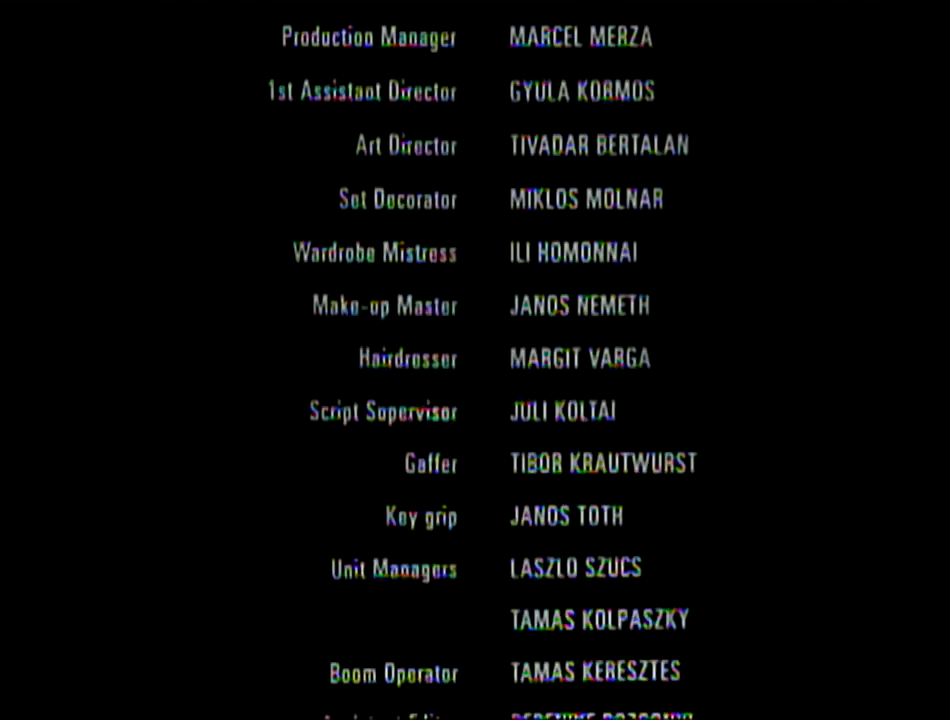 Production Manager MARCEL MERZA
1st Assistant Director GYULA KORMOS
Art Director TIVADAR BERTALAN
Set Decorator MIKLOS MOLNAR
Wardrobe Mistress ILI HOMONNAI
Make-up Master JANOS NEMETH
Hairdresser MARGIT VARGA
Script Supervisor JULI KOLTAI
Gaffer TIBOR KRAUTWURST
Key grip JANOS TOTH
Unit Managers LASZLO SZUCS
TAMAS KOLPASZKY
Boom Operator TAMAS KERESZTES